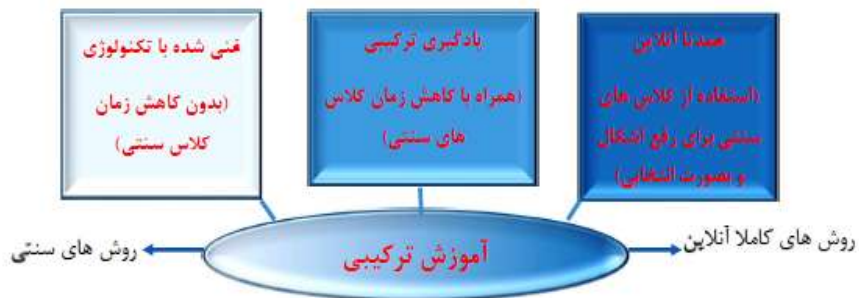 عمدتا آنلاین
(استفاده از کلاس های
سنتی برای رفع اشکال
و بصورت انتخابی)
یادگیری ترکیبی
(همراه با کاهش زمان کلاس
های سنتی)
غنی شده با تکنولوژی
(بدون کاهش زمان
کلاس سنتی)
روش های کاملا آنلاین
آموزش ترکیبی
روش های سنتی